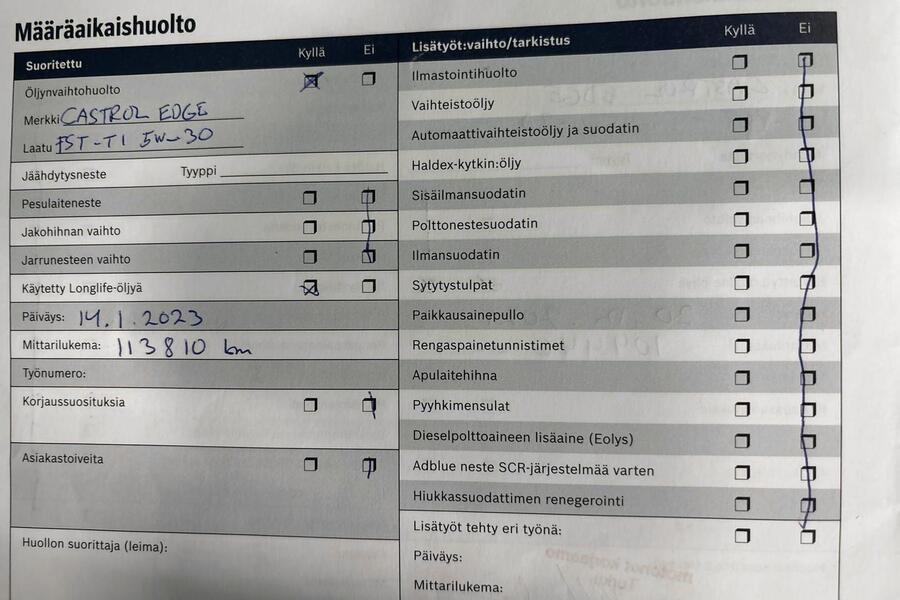 Määräaikaishuolto
Suoritettu Kyllä Ei
Öljynvaihtohuolto
Merkki CASTROL EDGE
Laatu FST-TI 5W-30
Jäähdytysneste Tyyppi
Pesulaiteneste
Jakohihnan vaihto
Jarrunesteen vaihto
Käytetty Longlife-öljyä
Päiväys: 14.1.2023
Mittarilukema: 113810 km
Työnumero:
Korjaussuosituksia
Asiakastoiveita
Huollon suorittaja (leima):
Lisätyöt:vaihto/tarkistus Kyllä Ei
Ilmastointihuolto
Vaihteistoöljy
Automaattivaihteistoöljy ja suodatin
Haldex-kytkin:öljy
Sisäilmansuodatin
Polttonestesuodatin
Ilmansuodatin
Sytytystulpat
Paikkausainepullo
Rengaspainetunnistimet
Apulaitehihna
Pyyhkimensulat
Dieselpolttoaineen lisäaine (Eolys)
Adblue neste SCR-järjestelmää varten
Hiukkassuodattimen renegerointi
Lisätyöt tehty eri työnä:
Päiväys:
Mittarilukema: